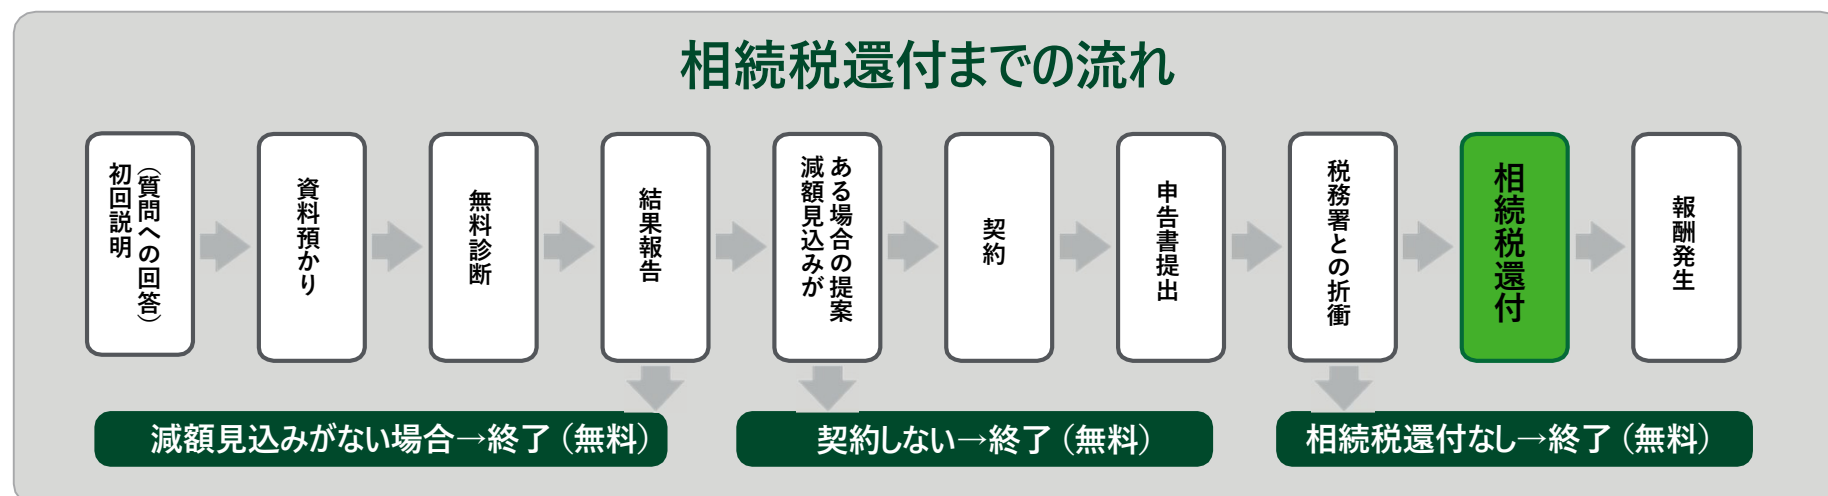 相続税還付までの流れ
初回説明
（質問への回答）
資料預かり
無料診断
結果報告
減額見込みが
ある場合の提案
契約
申告書提出
税務署との折衝
相続税還付
報酬発生
減額見込みがない場合→終了（無料）
契約しない→終了（無料）
相続税還付なし→終了（無料）